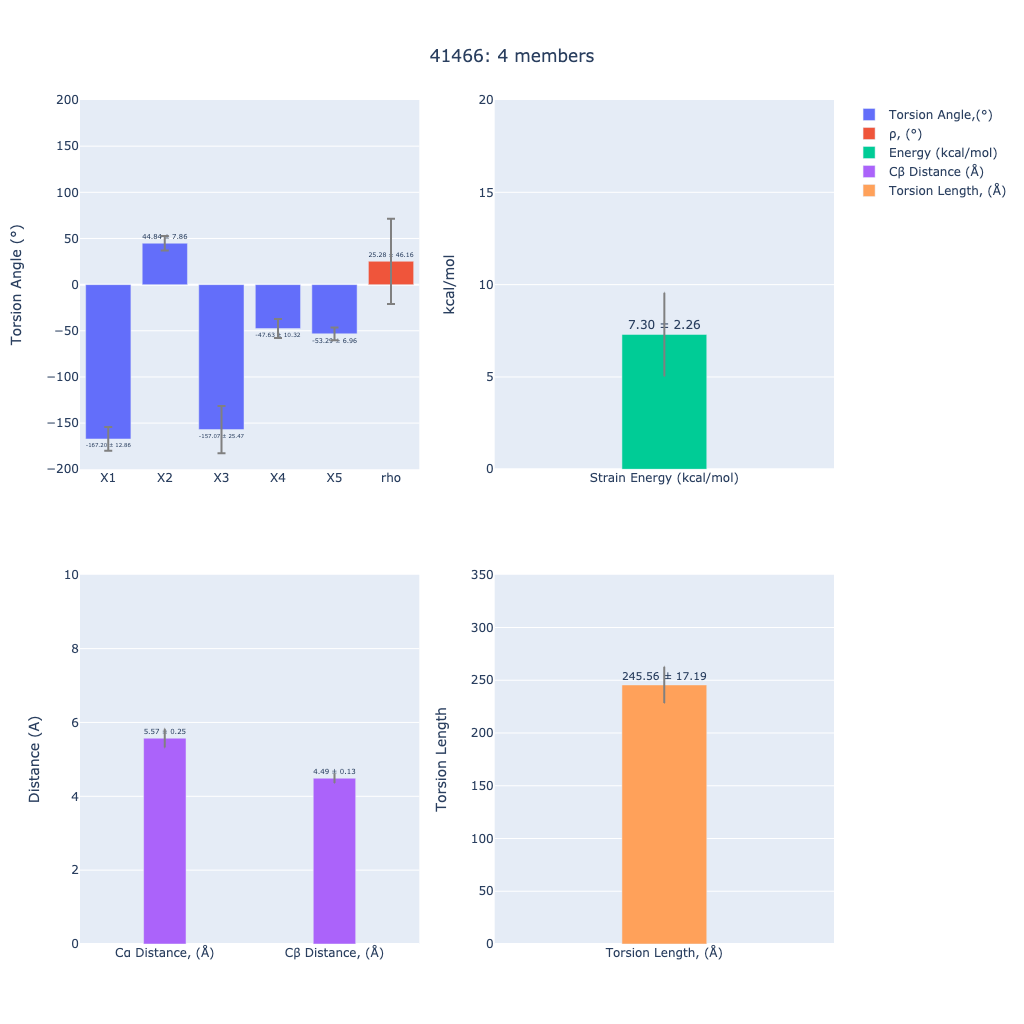 41466: 4 members
Torsion Angle (°)
200
150
100
50
0
−50
−100
−150
−200
-167.20 ± 12.86
44.84 ± 7.86
-157.07 ± 25.47
-47.63 ± 10.32
-53.29 ± 6.96
25.28 ± 46.16
X1 X2 X3 X4 X5 rho
kcal/mol
20
15
10
5
0
7.30 ± 2.26
Strain Energy (kcal/mol)
Torsion Angle,(°)
ρ, (°)
Energy (kcal/mol)
Cβ Distance (Å)
Torsion Length, (Å)
Distance (A)
10
8
6
4
2
0
5.57 ± 0.25
4.49 ± 0.13
Cα Distance, (Å) Cβ Distance, (Å)
Torsion Length
350
300
250
200
150
100
50
0
245.56 ± 17.19
Torsion Length, (Å)